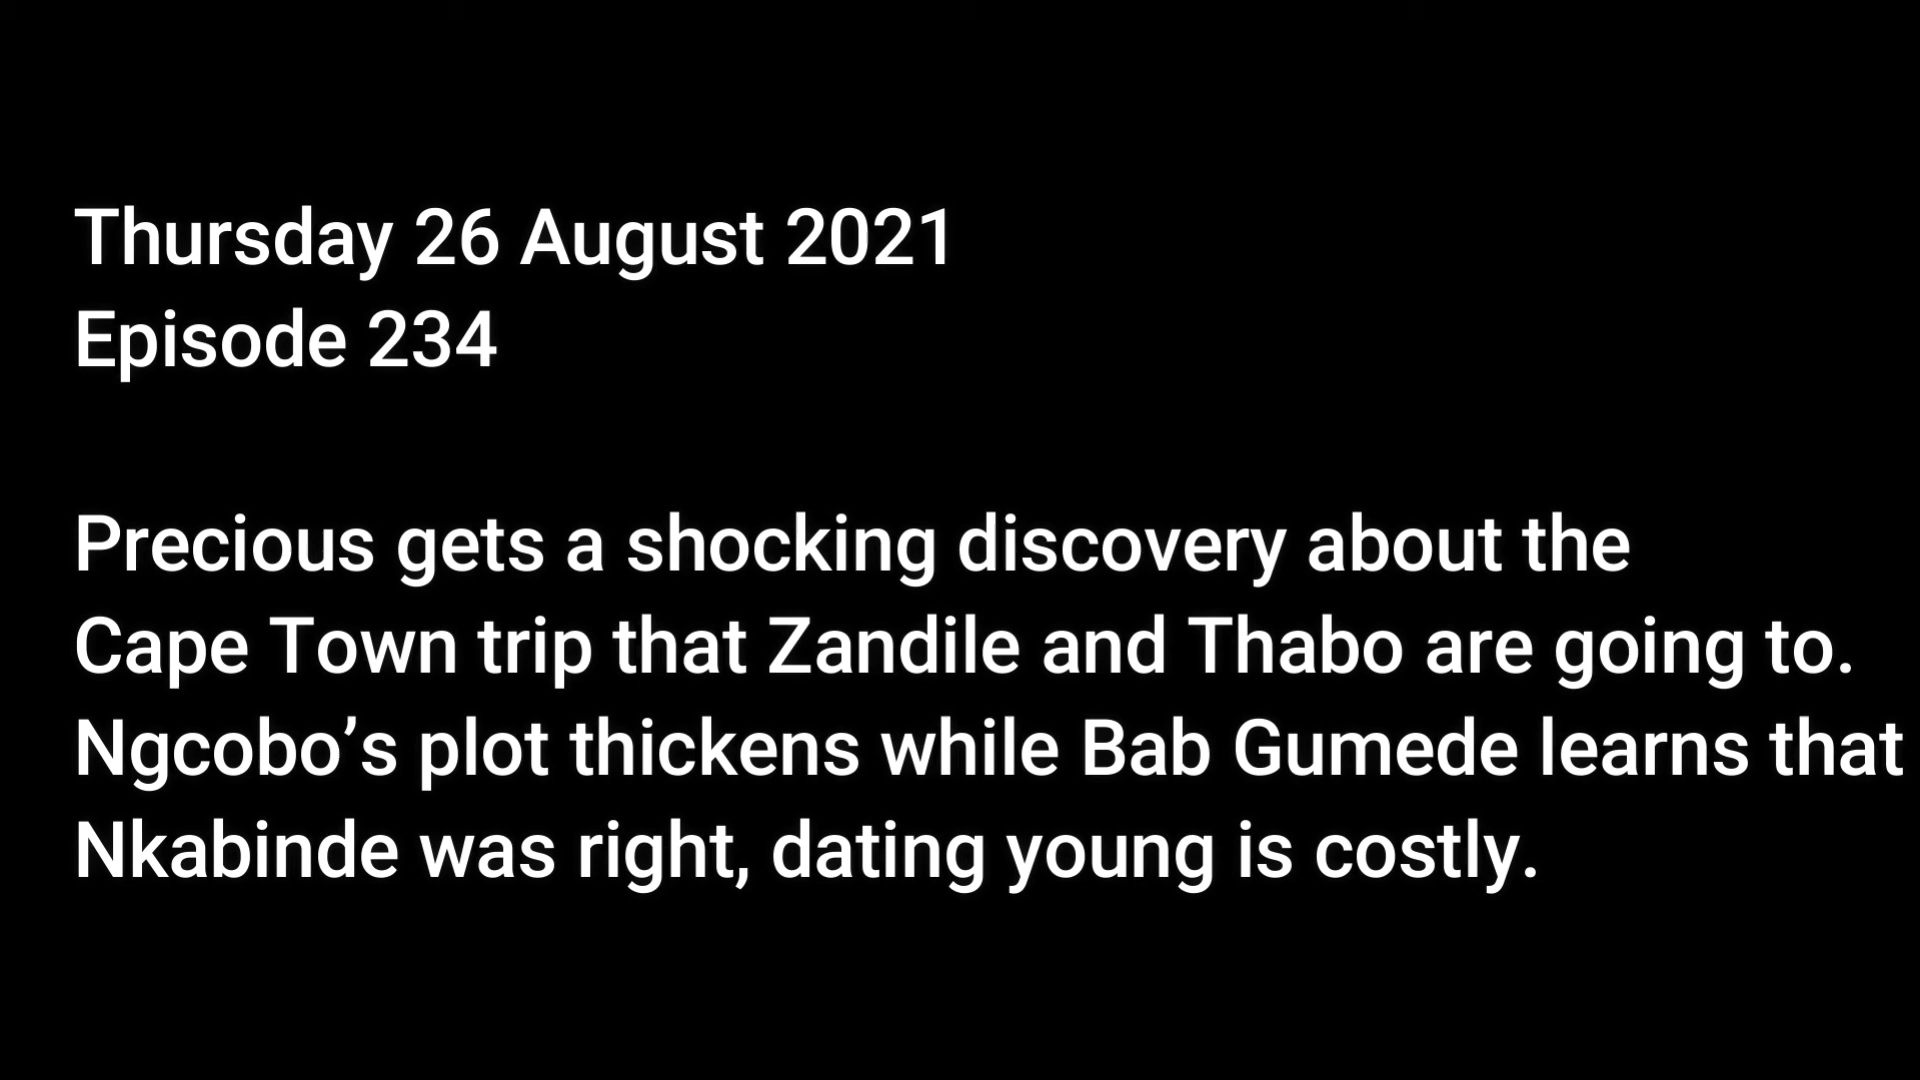 Thursday 26 August 2021
Episode 234
Precious gets a shocking discovery about the
Cape Town trip that Zandile and Thabo are going to.
Ngcobo’s plot thickens while Bab Gumede learns that
Nkabinde was right, dating young is costly.